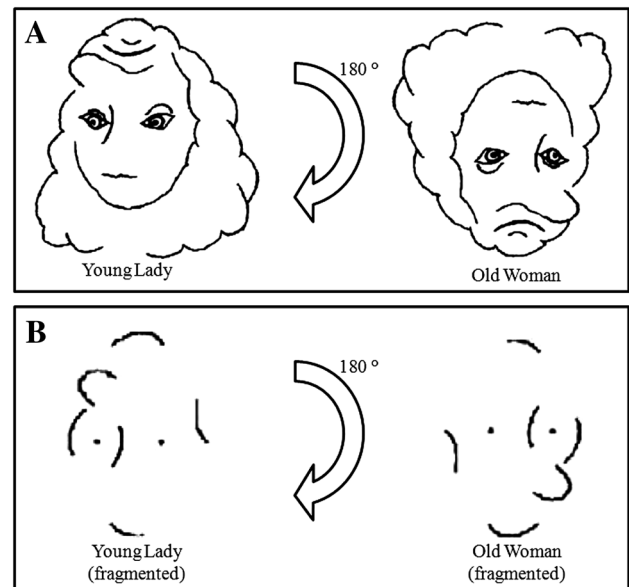 A
180 °
Young Lady
Old Woman
B
180 °
Young Lady
(fragmented)
Old Woman
(fragmented)